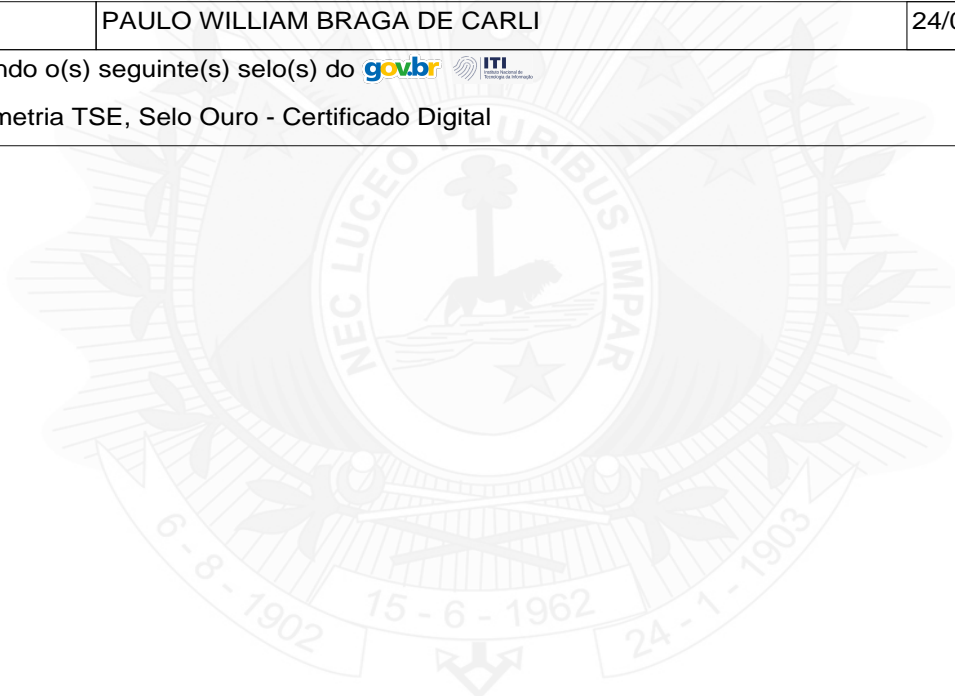 PAULO WILLIAM BRAGA DE CARLI 24/0
ndo o(s) seguinte(s) selo(s) do gov.br ITI
netria TSE, Selo Ouro - Certificado Digital
NEC LUCEO PLURIBUS IMPAR
6 - 8 - 1902
15 - 6 - 1962
24 - 1 - 1903